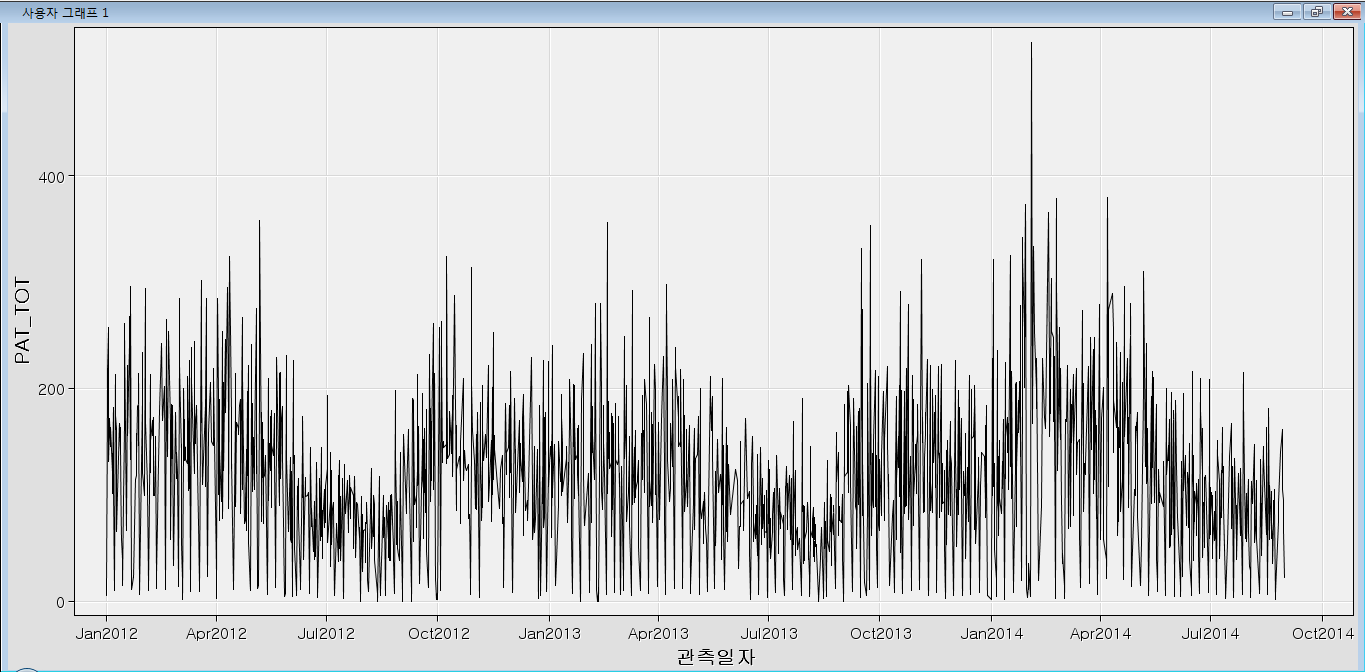 사용자 그래프 1
400
200
0
PAT_TOT
Jan2012 Apr2012 Jul2012 Oct2012 Jan2013 Apr2013 Jul2013 Oct2013 Jan2014 Apr2014 Jul2014 Oct2014
관측일자